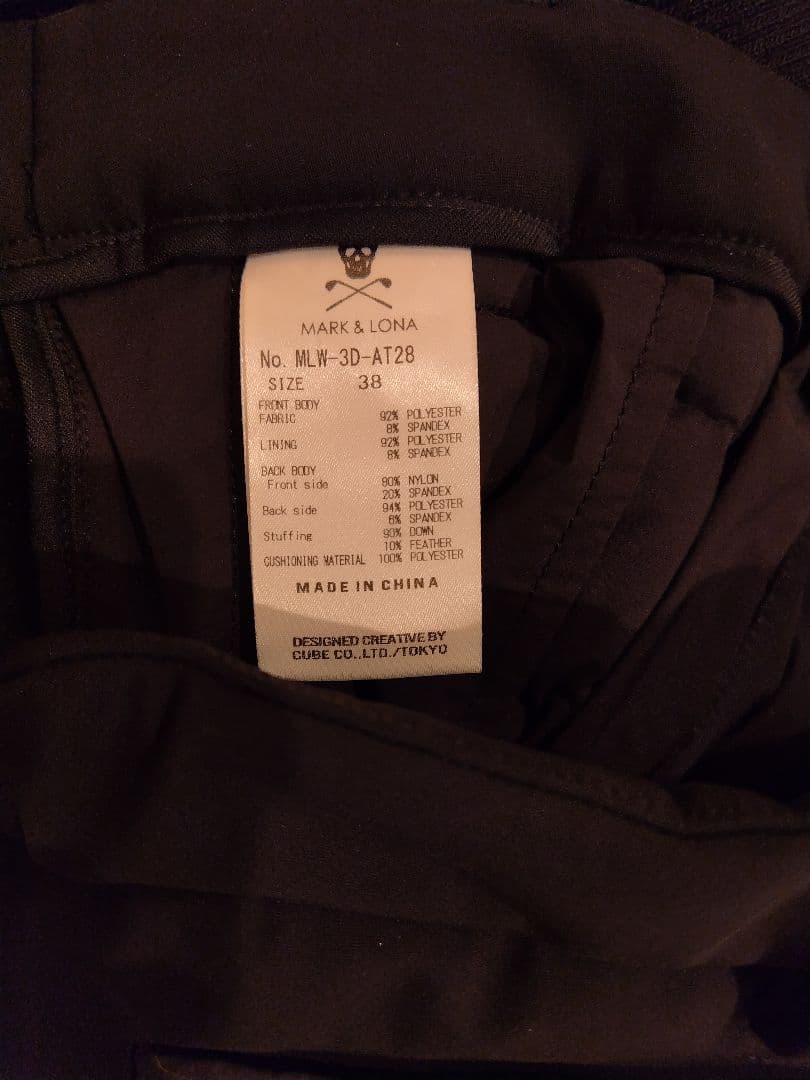 MARK & LONA
No. MLW-3D-AT28
SIZE 38
FRONT BODY
FABRIC 92% POLYESTER
8% SPANDEX
LINING 92% POLYESTER
8% SPANDEX
BACK BODY
Front side 80% NYLON
20% SPANDEX
Back side 94% POLYESTER
6% SPANDEX
Stuffing 90% DOWN
10% FEATHER
CUSHIONING MATERIAL 100% POLYESTER
MADE IN CHINA
DESIGNED CREATIVE BY
CUBE CO.,LTD./TOKYO